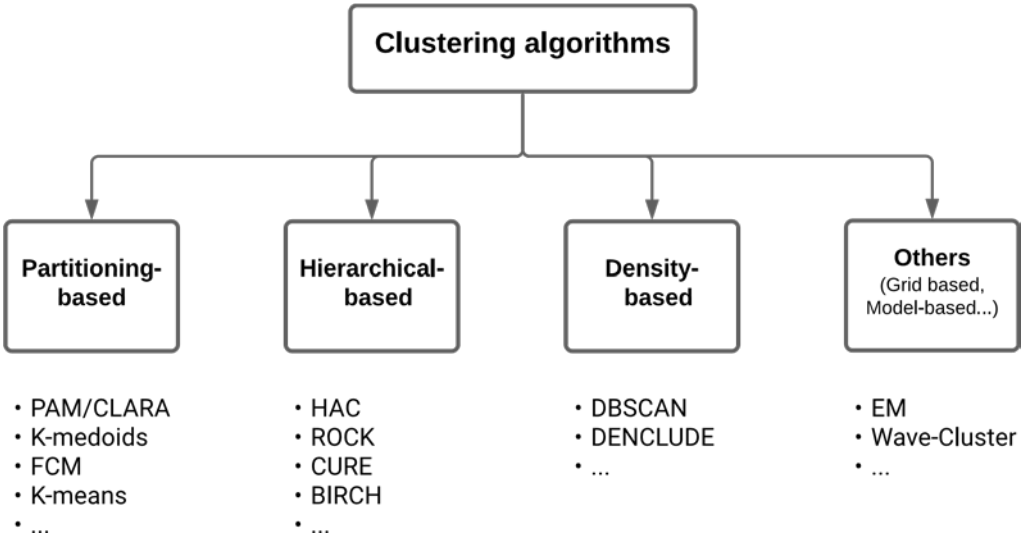 Clustering algorithms
Partitioning-
based
Hierarchical-
based
Density-
based
Others
(Grid based,
Model-based...)
• PAM/CLARA
• K-medoids
• FCM
• K-means
• ...
• HAC
• ROCK
• CURE
• BIRCH
• ...
• DBSCAN
• DENCLUDE
• ...
• EM
• Wave-Cluster
• ...